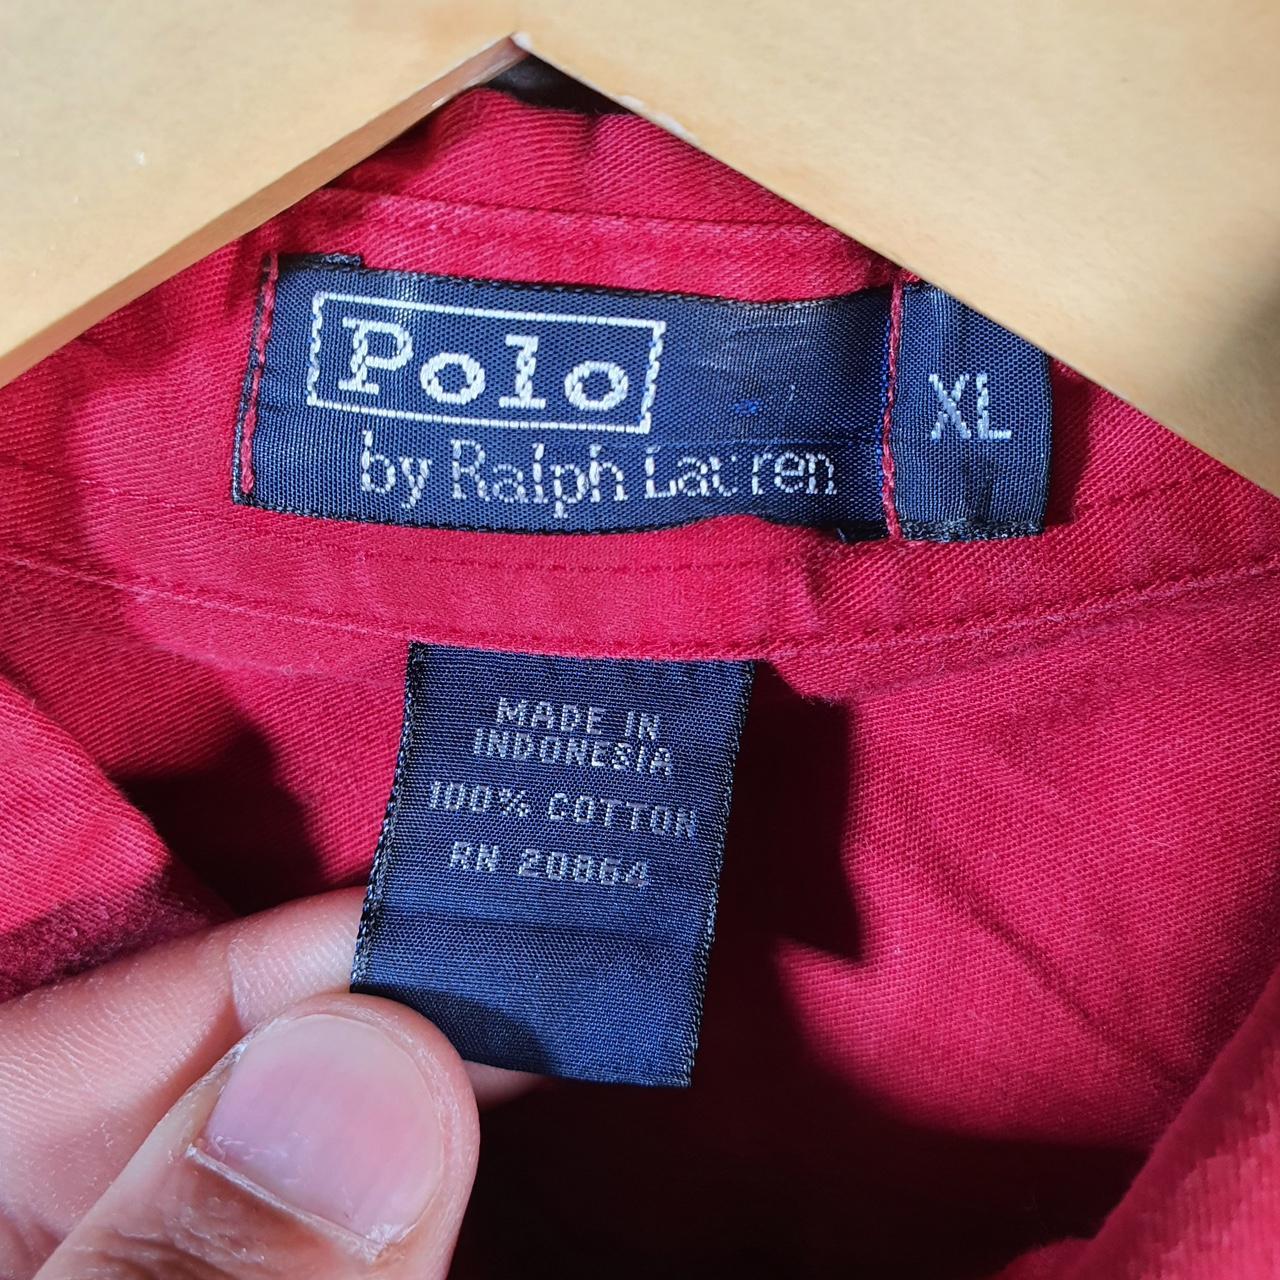 Polo
by Ralph Lauren
XL
MADE IN
INDONESIA
100% COTTON
RN 20864